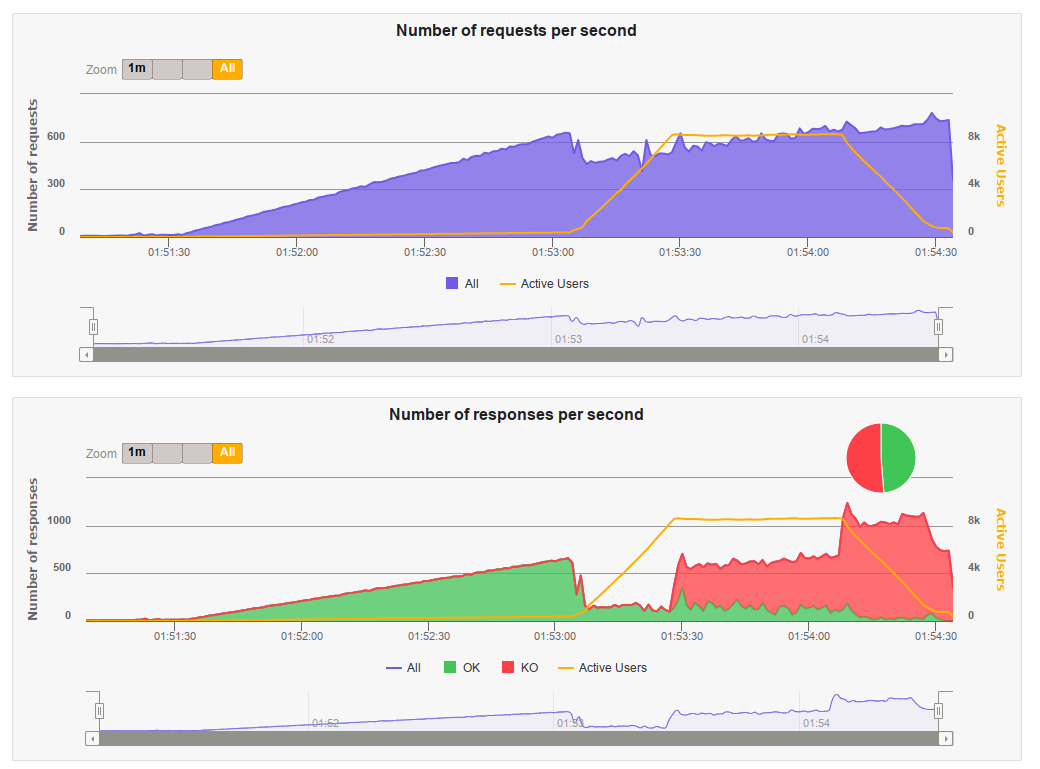 Number of requests per second
Zoom 1m All
Number of requests
600
300
0
8k
4k
0
Active Users
01:51:30 01:52:00 01:52:30 01:53:00 01:53:30 01:54:00 01:54:30
All Active Users
01:52 01:53 01:54
Number of responses per second
Zoom 1m All
Number of responses
1000
500
0
8k
4k
0
Active Users
01:51:30 01:52:00 01:52:30 01:53:00 01:53:30 01:54:00 01:54:30
All OK KO Active Users
01:52 01:53 01:54